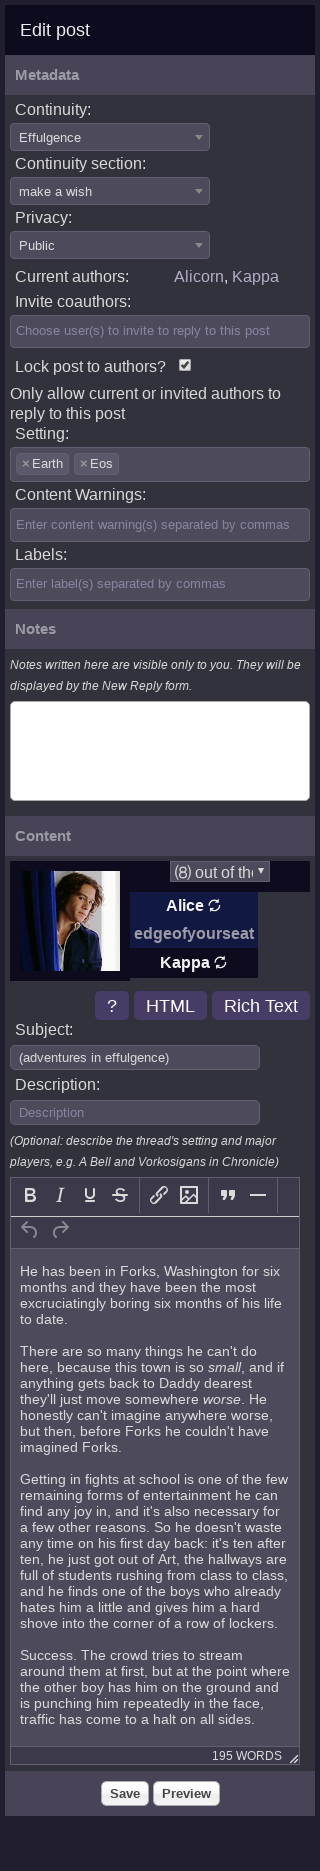 Edit post
Metadata
Continuity:
Effulgence
Continuity section:
make a wish
Privacy:
Public
Current authors: Alicorn, Kappa
Invite coauthors:
Choose user(s) to invite to reply to this post
Lock post to authors?
Only allow current or invited authors to
reply to this post
Setting:
×Earth ×Eos
Content Warnings:
Enter content warning(s) separated by commas
Labels:
Enter label(s) separated by commas
Notes
Notes written here are visible only to you. They will be
displayed by the New Reply form.
Content
(8) out of the
Alice
edgeofyourseat
Kappa
? HTML Rich Text
Subject:
(adventures in effulgence)
Description:
Description
(Optional: describe the thread's setting and major
players, e.g. A Bell and Vorkosigans in Chronicle)
B I U S
He has been in Forks, Washington for six
months and they have been the most
excruciatingly boring six months of his life
to date.
There are so many things he can't do
here, because this town is so small, and if
anything gets back to Daddy dearest
they'll just move somewhere worse. He
honestly can't imagine anywhere worse,
but then, before Forks he couldn't have
imagined Forks.
Getting in fights at school is one of the few
remaining forms of entertainment he can
find any joy in, and it's also necessary for
a few other reasons. So he doesn't waste
any time on his first day back: it's ten after
ten, he just got out of Art, the hallways are
full of students rushing from class to class,
and he finds one of the boys who already
hates him a little and gives him a hard
shove into the corner of a row of lockers.
Success. The crowd tries to stream
around them at first, but at the point where
the other boy has him on the ground and
is punching him repeatedly in the face,
traffic has come to a halt on all sides.
195 WORDS
Save Preview